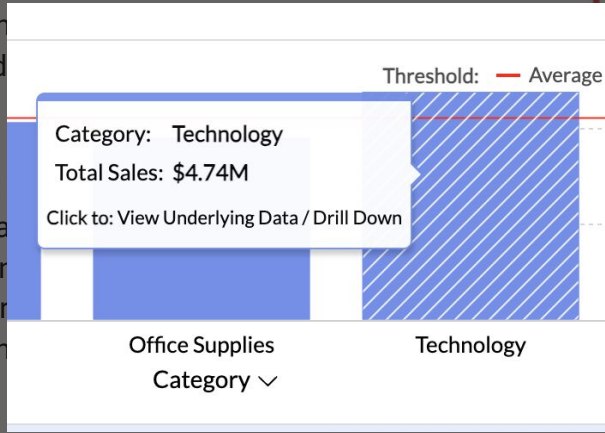 Threshold: Average
Category: Technology
Total Sales: $4.74M
Click to: View Underlying Data / Drill Down
Office Supplies
Technology
Category